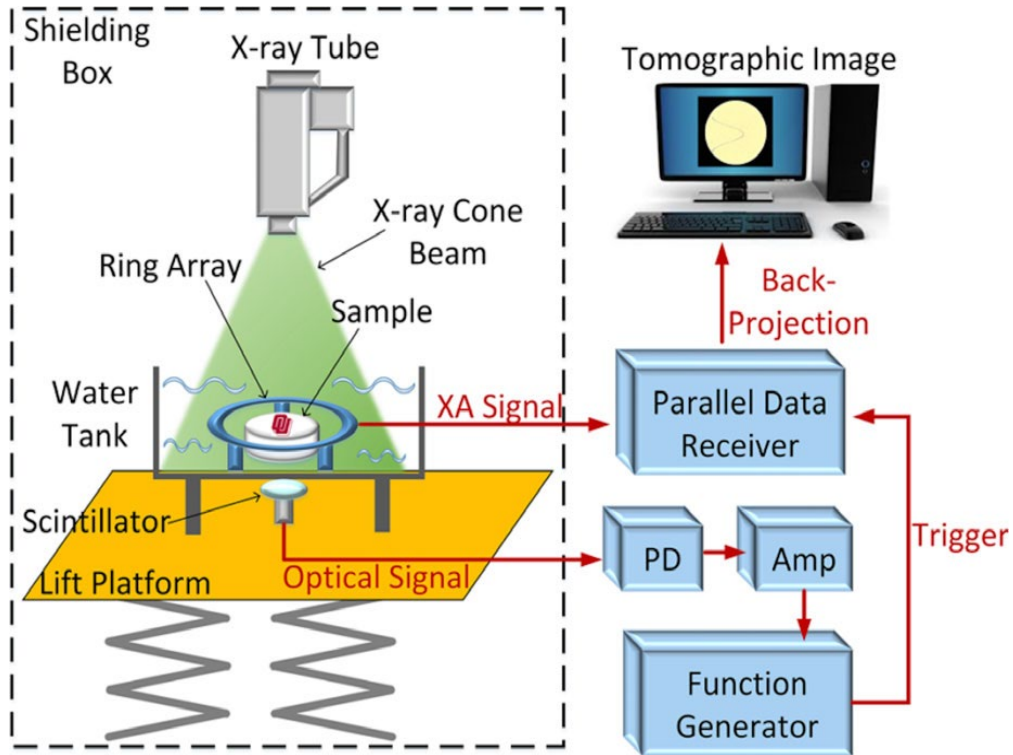 Shielding
Box
X-ray Tube
Tomographic Image
X-ray Cone
Beam
Ring Array
Sample
Back-
Projection
Water
Tank
XA Signal
Parallel Data
Receiver
Scintillator
Optical Signal
PD
Amp
Trigger
Lift Platform
Function
Generator